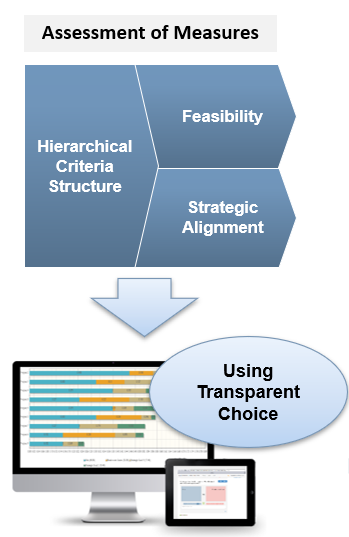 Assessment of Measures
Hierarchical
Criteria
Structure
Feasibility
Strategic
Alignment
Using
Transparent
Choice